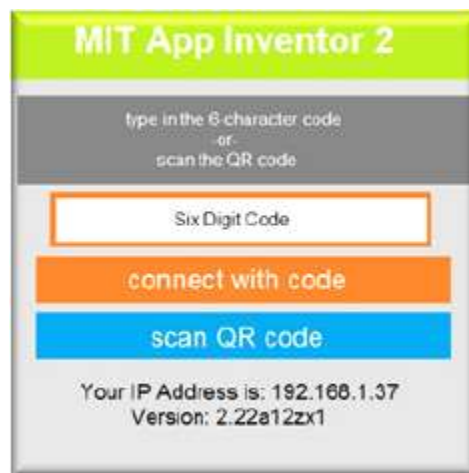 MIT App Inventor 2
type in the 6-character code
-or-
scan the QR code
Six Digit Code
connect with code
scan QR code
Your IP Address is: 192.168.1.37
Version: 2.22a12zx1